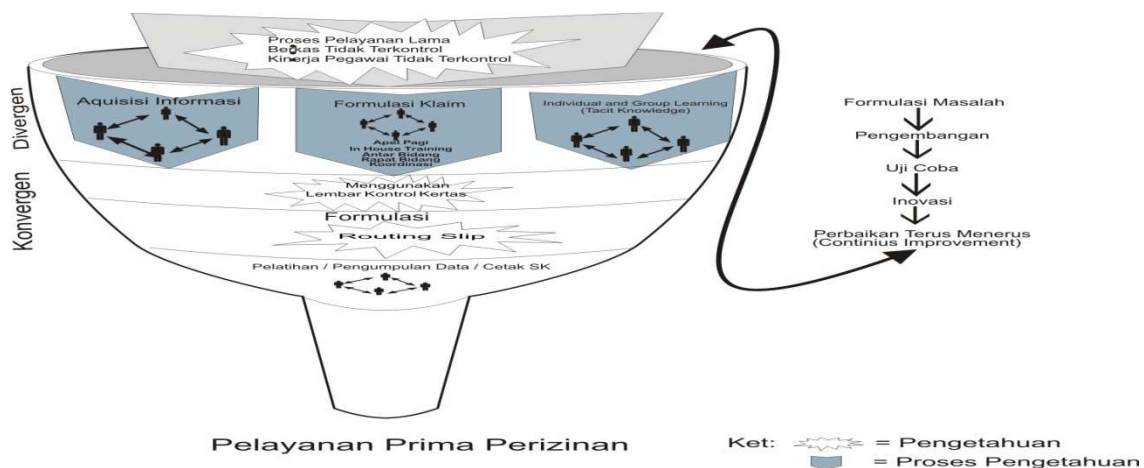 Proses Pelayanan Lama
Berkas Tidak Terkontrol
Kinerja Pegawai Tidak Terkontrol
Divergen
Konvergen
Aquisisi Informasi
Formulasi Klaim
Apel Pagi
In House Training
Antar Bidang
Rapat Bidang
Koordinasi
Individual and Group Learning
(Tacit Knowledge)
Menggunakan
Lembar Kontrol Kertas
Formulasi
Routing Slip
Pelatihan / Pengumpulan Data / Cetak SK
Formulasi Masalah
Pengembangan
Uji Coba
Inovasi
Perbaikan Terus Menerus
(Continius Improvement)
Pelayanan Prima Perizinan
Ket: = Pengetahuan
= Proses Pengetahuan